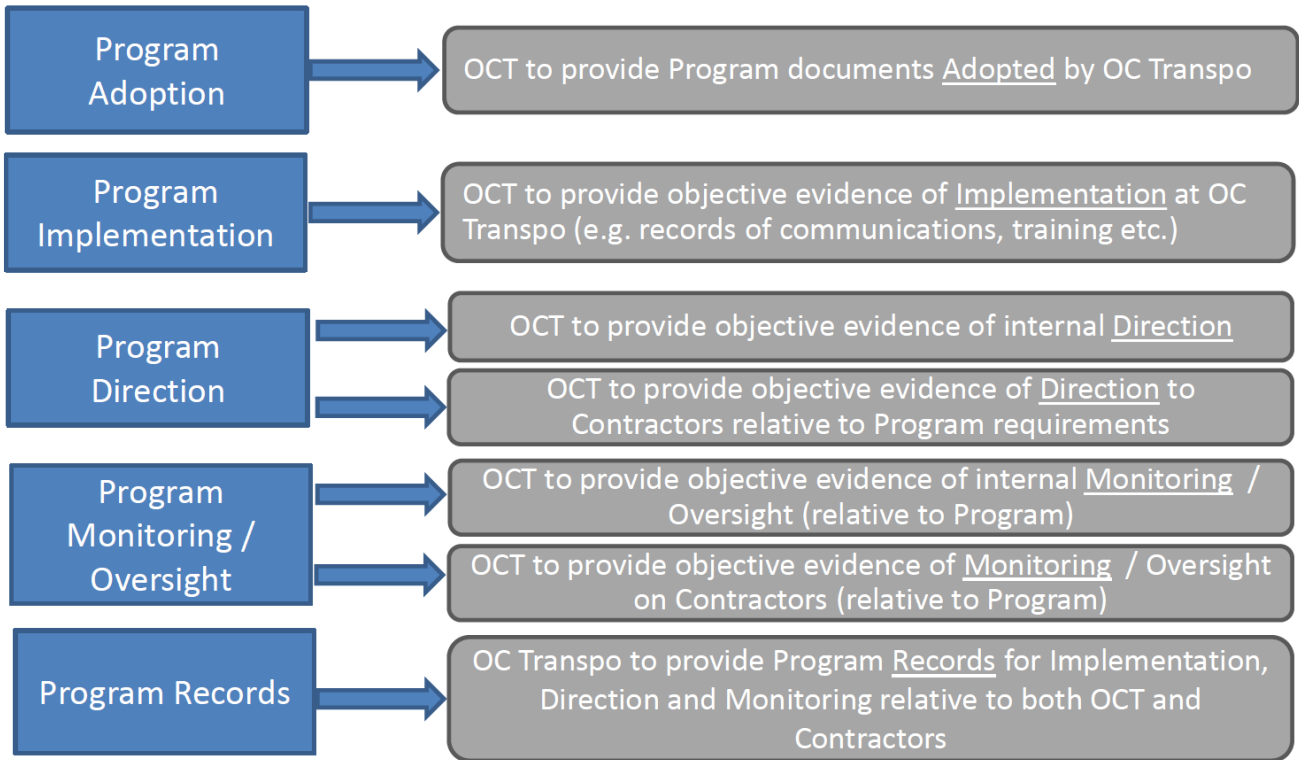 Program
Adoption
OCT to provide Program documents Adopted by OC Transpo
Program
Implementation
OCT to provide objective evidence of Implementation at OC
Transpo (e.g. records of communications, training etc.)
Program
Direction
OCT to provide objective evidence of internal Direction
OCT to provide objective evidence of Direction to
Contractors relative to Program requirements
Program
Monitoring /
Oversight
OCT to provide objective evidence of internal Monitoring /
Oversight (relative to Program)
OCT to provide objective evidence of Monitoring / Oversight
on Contractors (relative to Program)
Program Records
OC Transpo to provide Program Records for Implementation,
Direction and Monitoring relative to both OCT and
Contractors